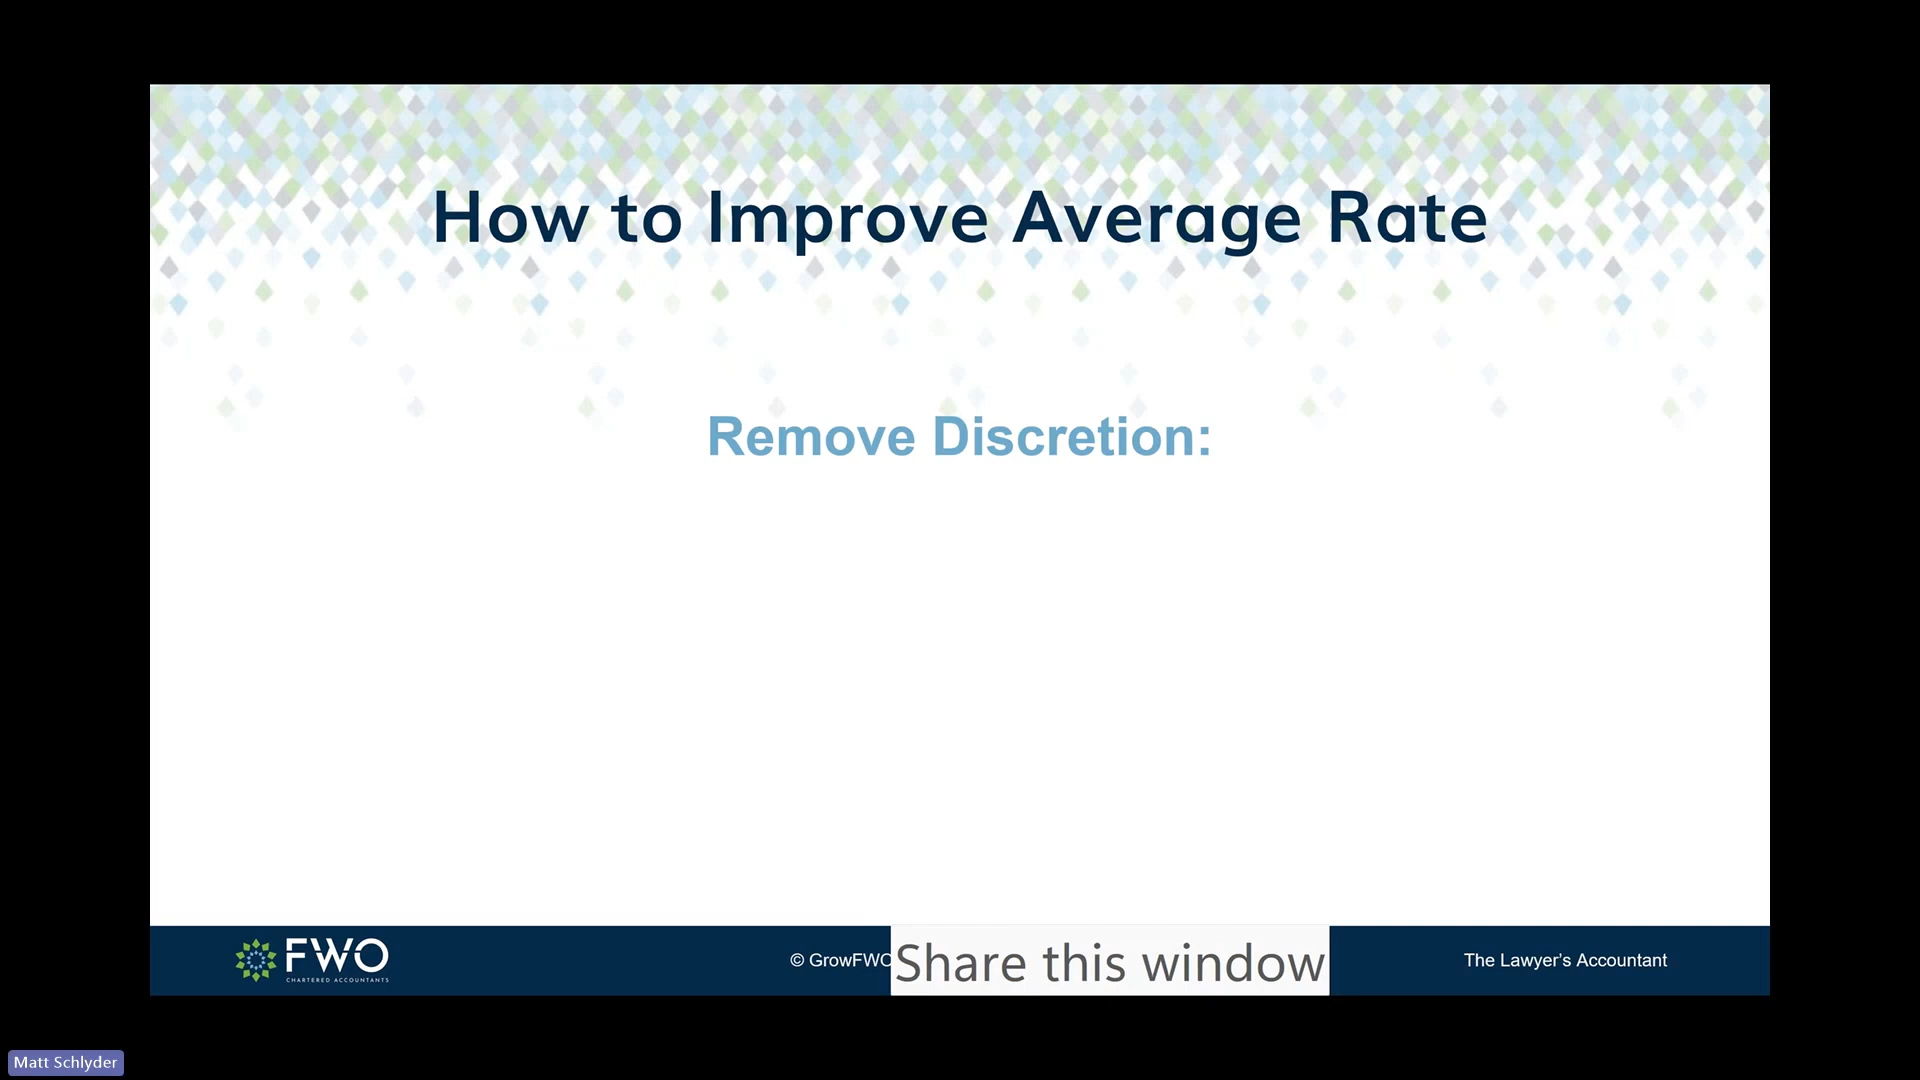 How to Improve Average Rate
Remove Discretion:
FWO
CHARTERED ACCOUNTANTS
© GrowFWO
Share this window
The Lawyer's Accountant
Matt Schlyder